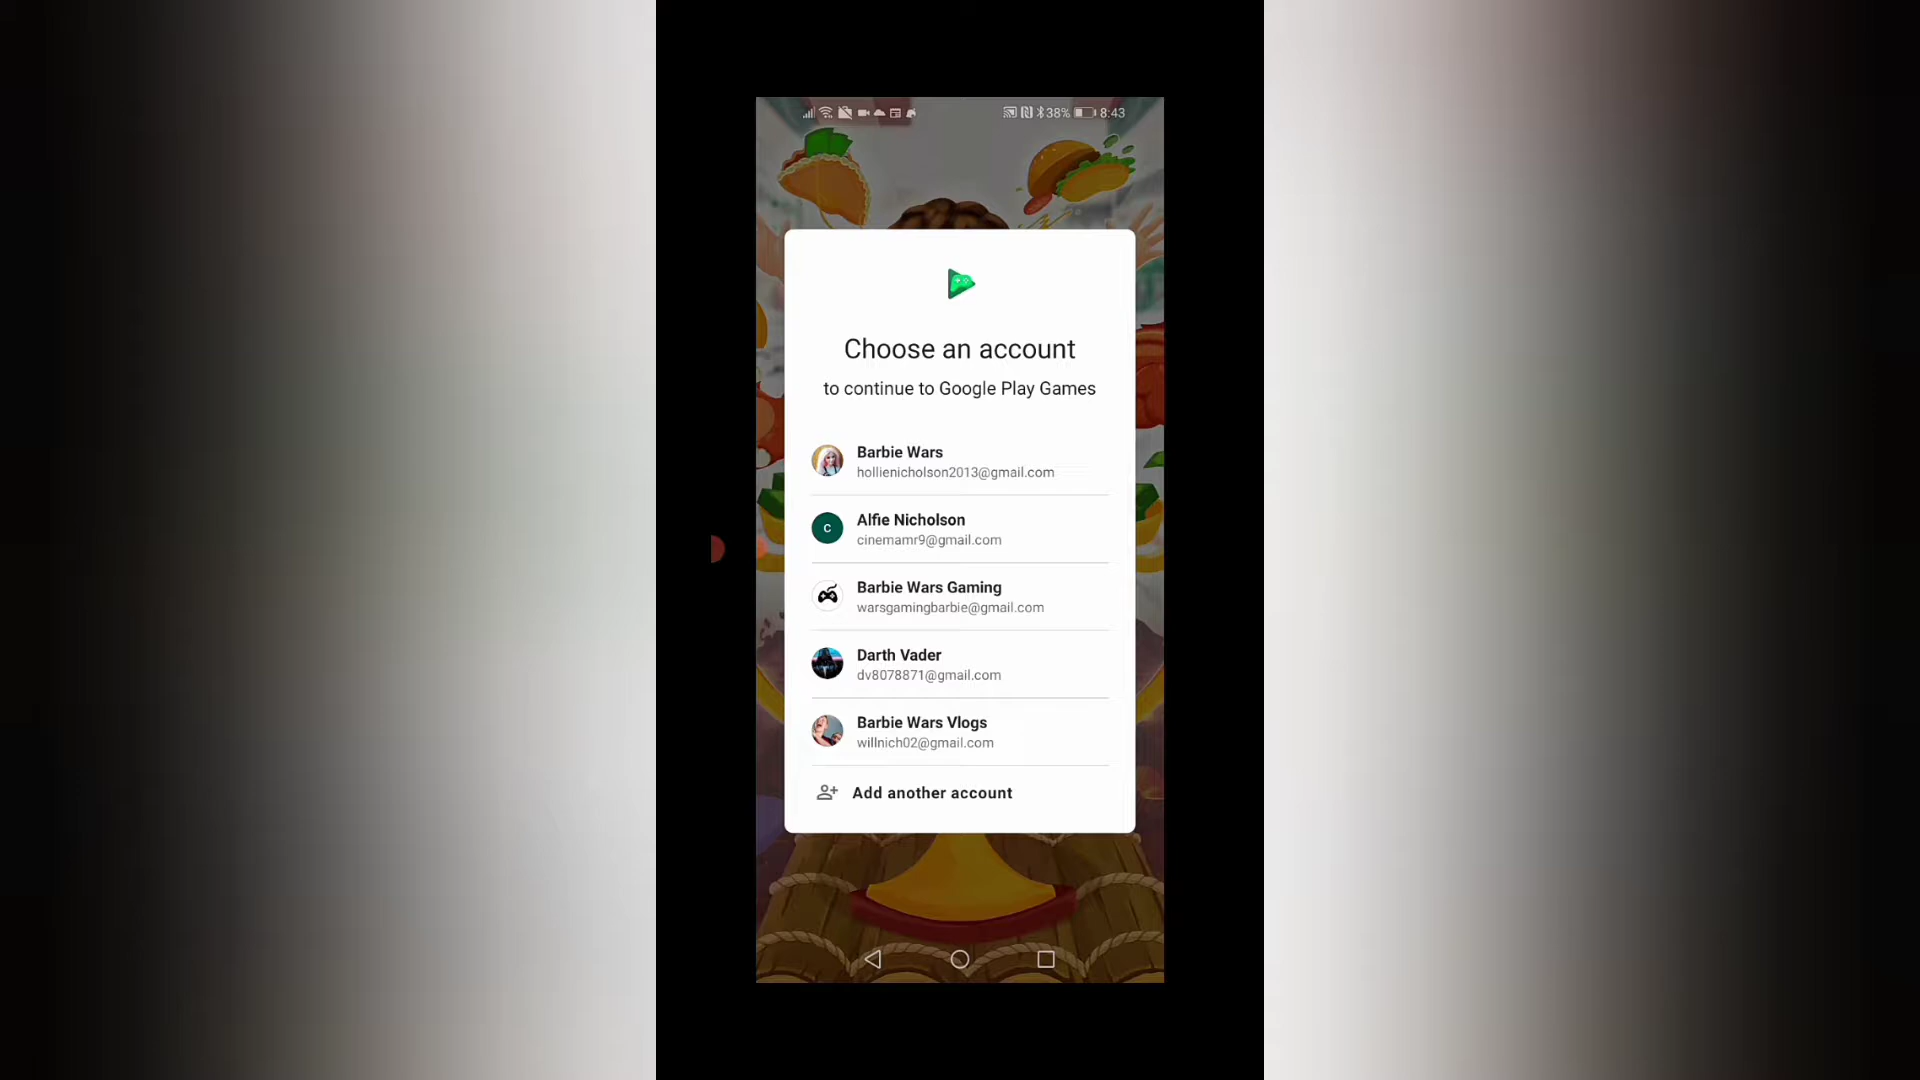 38% 8:43
Choose an account
to continue to Google Play Games
Barbie Wars
hollienicholson2013@gmail.com
C
Alfie Nicholson
cinemamr9@gmail.com
Barbie Wars Gaming
warsgamingbarbie@gmail.com
Darth Vader
dv8078871@gmail.com
Barbie Wars Vlogs
willnich02@gmail.com
Add another account